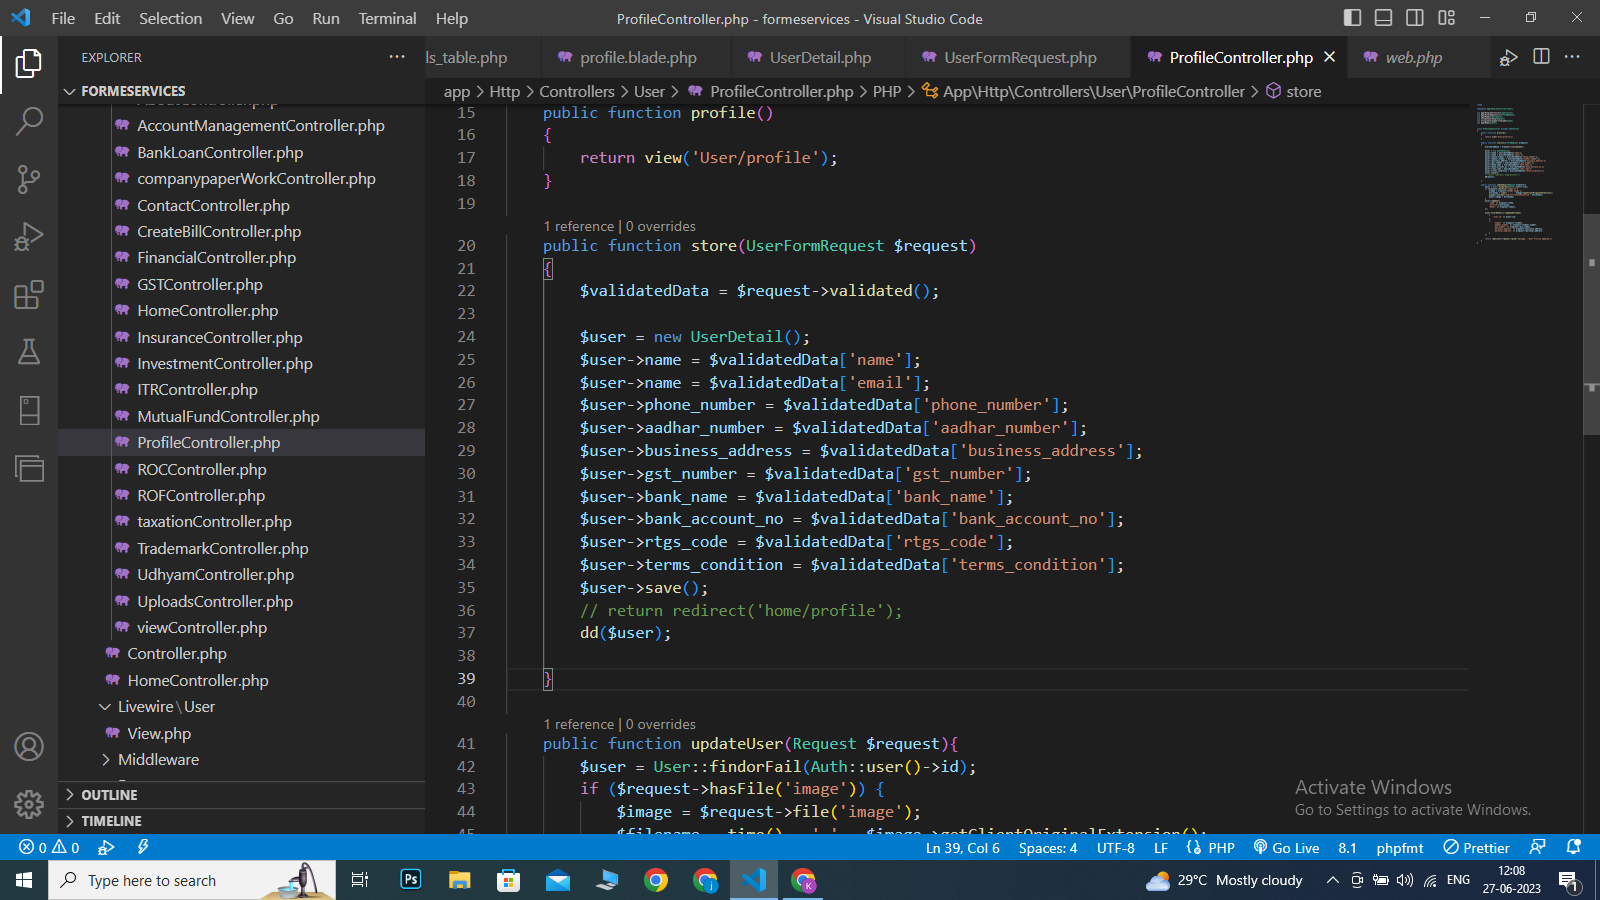 File Edit Selection View Go Run Terminal Help
ProfileController.php - formeservices - Visual Studio Code
EXPLORER ···
ls_table.php profile.blade.php UserDetail.php UserFormRequest.php ProfileController.php web.php
FORMESERVICES
app > Http > Controllers > User > ProfileController.php > PHP > App\Http\Controllers\User\ProfileController > store
AccountManagementController.php
BankLoanController.php
companypaperWorkController.php
ContactController.php
CreateBillController.php
FinancialController.php
GSTController.php
HomeController.php
InsuranceController.php
InvestmentController.php
ITRController.php
MutualFundController.php
ProfileController.php
ROCController.php
ROFController.php
taxationController.php
TrademarkController.php
UdhyamController.php
UploadsController.php
viewController.php
Controller.php
HomeController.php
Livewire\User
View.php
Middleware
OUTLINE
TIMELINE
15 public function profile()
16 {
17 return view('User/profile');
18 }
19
1 reference | 0 overrides
20 public function store(UserFormRequest $request)
21 {
22 $validatedData = $request->validated();
23
24 $user = new UserDetail();
25 $user->name = $validatedData['name'];
26 $user->name = $validatedData['email'];
27 $user->phone_number = $validatedData['phone_number'];
28 $user->aadhar_number = $validatedData['aadhar_number'];
29 $user->business_address = $validatedData['business_address'];
30 $user->gst_number = $validatedData['gst_number'];
31 $user->bank_name = $validatedData['bank_name'];
32 $user->bank_account_no = $validatedData['bank_account_no'];
33 $user->rtgs_code = $validatedData['rtgs_code'];
34 $user->terms_condition = $validatedData['terms_condition'];
35 $user->save();
36 // return redirect('home/profile');
37 dd($user);
38
39 }
40
1 reference | 0 overrides
41 public function updateUser(Request $request){
42 $user = User::findorFail(Auth::user()->id);
43 if ($request->hasFile('image')) {
44 $image = $request->file('image');
Activate Windows
Go to Settings to activate Windows.
0 0 Ln 39, Col 6 Spaces: 4 UTF-8 LF PHP Go Live 8.1 phpfmt Prettier
Type here to search Ps 29°C Mostly cloudy ENG 12:08
27-06-2023 1